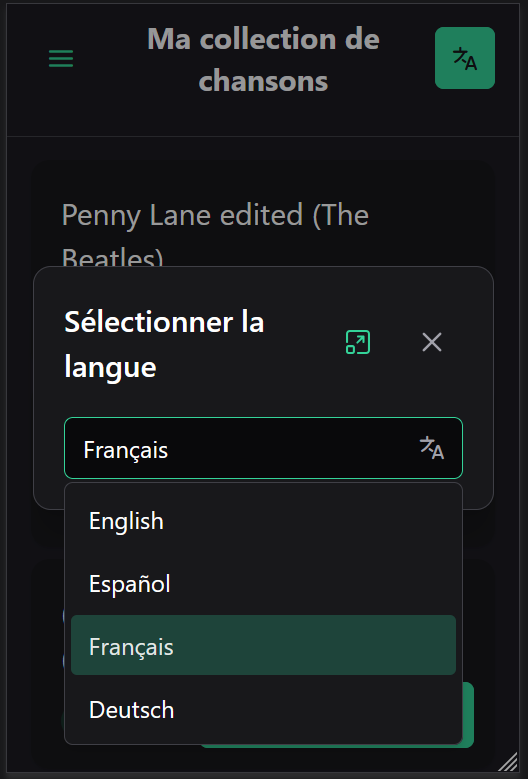 Ma collection de
chansons
Penny Lane edited (The
Beatles)
Sélectionner la
langue
Français
English
Español
Français
Deutsch